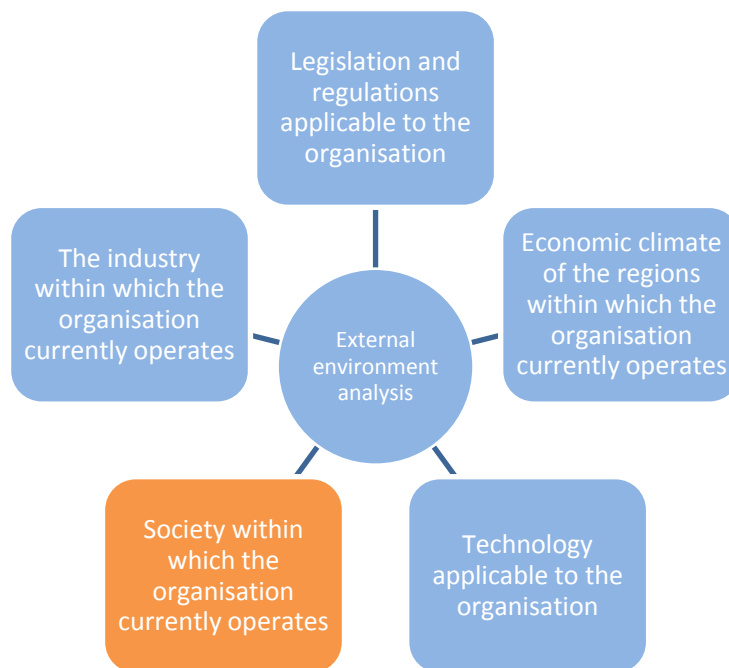 Legislation and
regulations
applicable to the
organisation
The industry
within which the
organisation
currently operates
Economic climate
of the regions
within which the
organisation
currently operates
External
environment
analysis
Society within
which the
organisation
currently operates
Technology
applicable to the
organisation